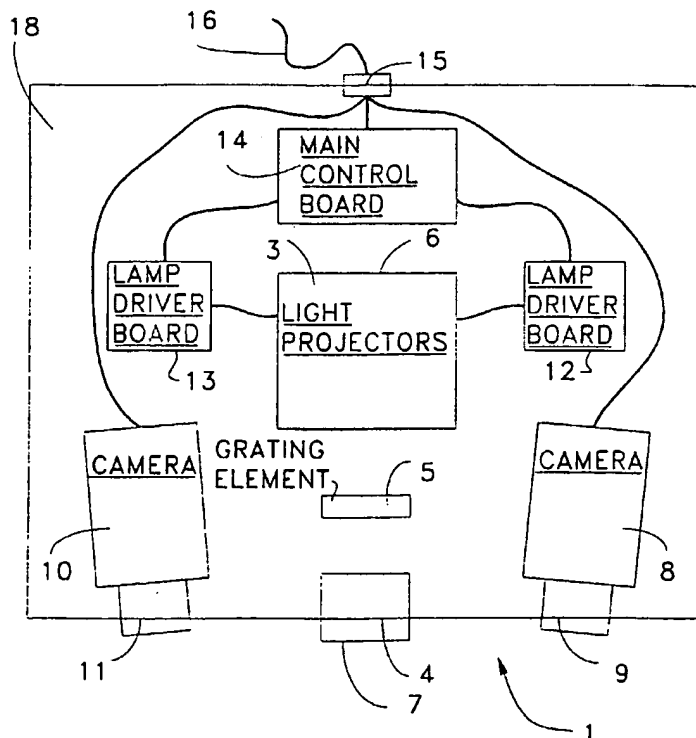 16
18
15
14
MAIN
CONTROL
BOARD
3
6
LAMP
DRIVER
BOARD
LIGHT
PROJECTORS
LAMP
DRIVER
BOARD
13
12
CAMERA
GRATING
ELEMENT
5
CAMERA
10
8
11
4
9
7
1